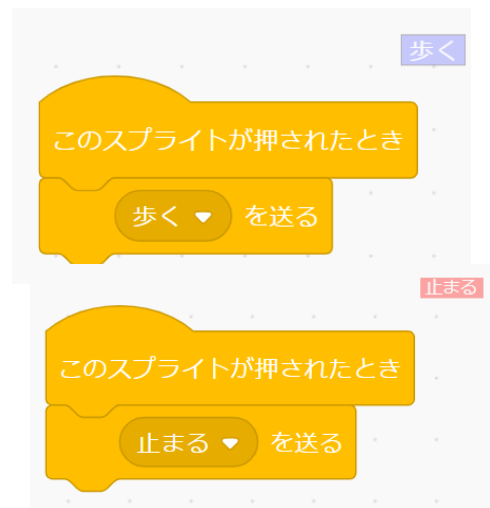 歩く
このスプライトが押されたとき
歩く を送る
止まる
このスプライトが押されたとき
止まる を送る